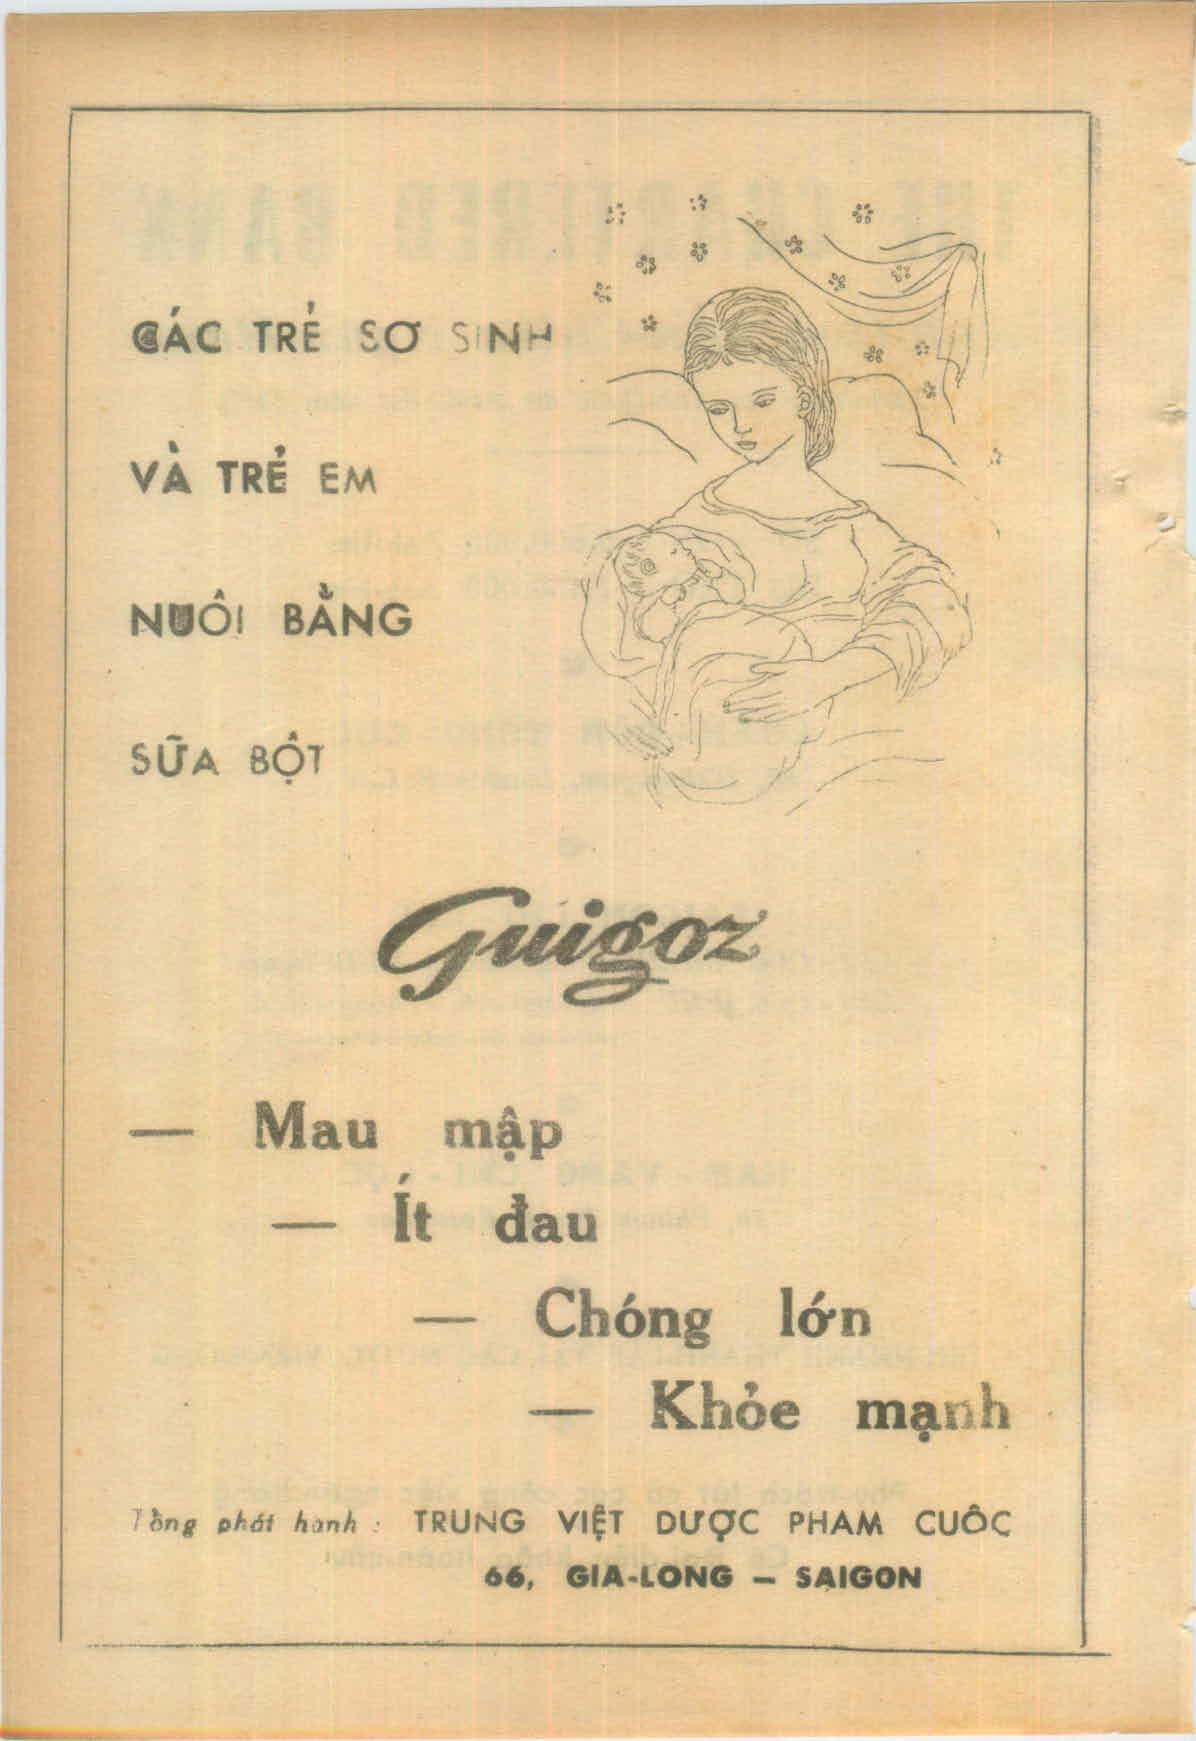 CÁC TRẺ SƠ SINH
VÀ TRẺ EM
NUÔI BẰNG
SỮA BỘT
Guigoz
— Mau mập
— Ít đau
— Chóng lớn
— Khỏe mạnh
Tổng phát hanh : TRUNG VIỆT DƯỢC PHAM CUÔC
66, GIA-LONG — SAIGON